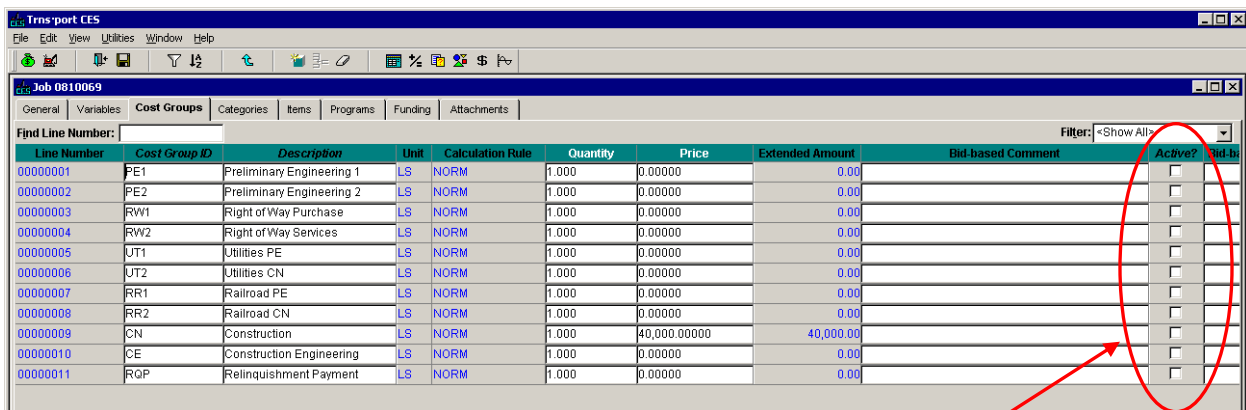 CES Trns·port CES
File Edit View Utilities Window Help
Job 0810069
General Variables Cost Groups Categories Items Programs Funding Attachments
Find Line Number: Filter: <Show All>
Line Number Cost Group ID Description Unit Calculation Rule Quantity Price Extended Amount Bid-based Comment Active? Bid-ba
00000001 PE1 Preliminary Engineering 1 LS NORM 1.000 0.00000 0.00
00000002 PE2 Preliminary Engineering 2 LS NORM 1.000 0.00000 0.00
00000003 RW1 Right of Way Purchase LS NORM 1.000 0.00000 0.00
00000004 RW2 Right of Way Services LS NORM 1.000 0.00000 0.00
00000005 UT1 Utilities PE LS NORM 1.000 0.00000 0.00
00000006 UT2 Utilities CN LS NORM 1.000 0.00000 0.00
00000007 RR1 Railroad PE LS NORM 1.000 0.00000 0.00
00000008 RR2 Railroad CN LS NORM 1.000 0.00000 0.00
00000009 CN Construction LS NORM 1.000 40,000.00000 40,000.00
00000010 CE Construction Engineering LS NORM 1.000 0.00000 0.00
00000011 RQP Relinquishment Payment LS NORM 1.000 0.00000 0.00